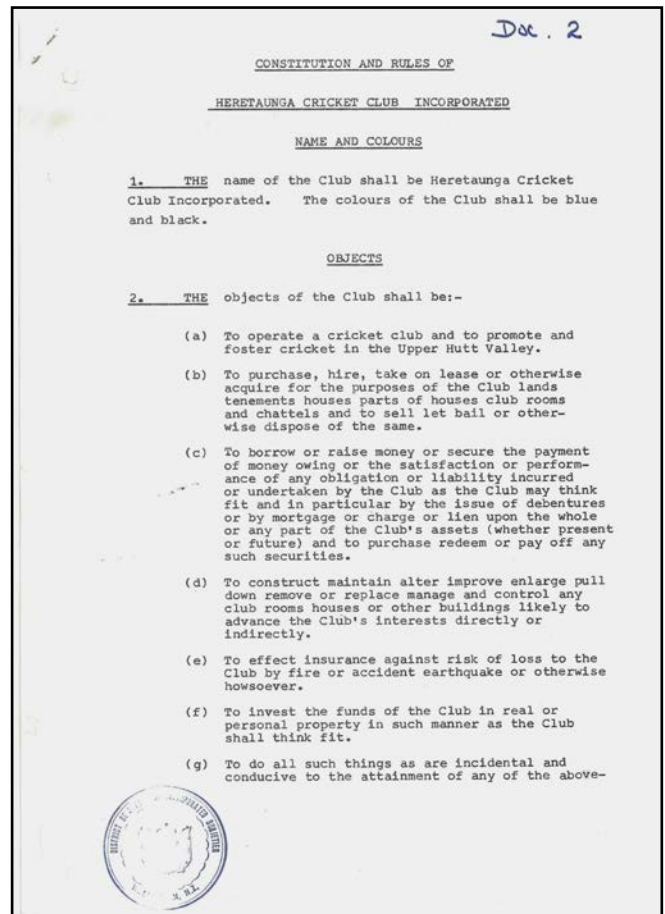 Doc. 2
CONSTITUTION AND RULES OF
HERETAUNGA CRICKET CLUB INCORPORATED
NAME AND COLOURS
1. THE name of the Club shall be Heretaunga Cricket
Club Incorporated. The colours of the Club shall be blue
and black.
OBJECTS
2. THE objects of the Club shall be:-
(a) To operate a cricket club and to promote and
foster cricket in the Upper Hutt Valley.
(b) To purchase, hire, take on lease or otherwise
acquire for the purposes of the Club lands
tenements houses parts of houses club rooms
and chattels and to sell let bail or other-
wise dispose of the same.
(c) To borrow or raise money or secure the payment
of money owing or the satisfaction or perform-
ance of any obligation or liability incurred
or undertaken by the Club as the Club may think
fit and in particular by the issue of debentures
or by mortgage or charge or lien upon the whole
or any part of the Club's assets (whether present
or future) and to purchase redeem or pay off any
such securities.
(d) To construct maintain alter improve enlarge pull
down remove or replace manage and control any
club rooms houses or other buildings likely to
advance the Club's interests directly or
indirectly.
(e) To effect insurance against risk of loss to the
Club by fire or accident earthquake or otherwise
howsoever.
(f) To invest the funds of the Club in real or
personal property in such manner as the Club
shall think fit.
(g) To do all such things as are incidental and
conducive to the attainment of any of the above-
DISTRICT
SOCIETIES
N.Z.